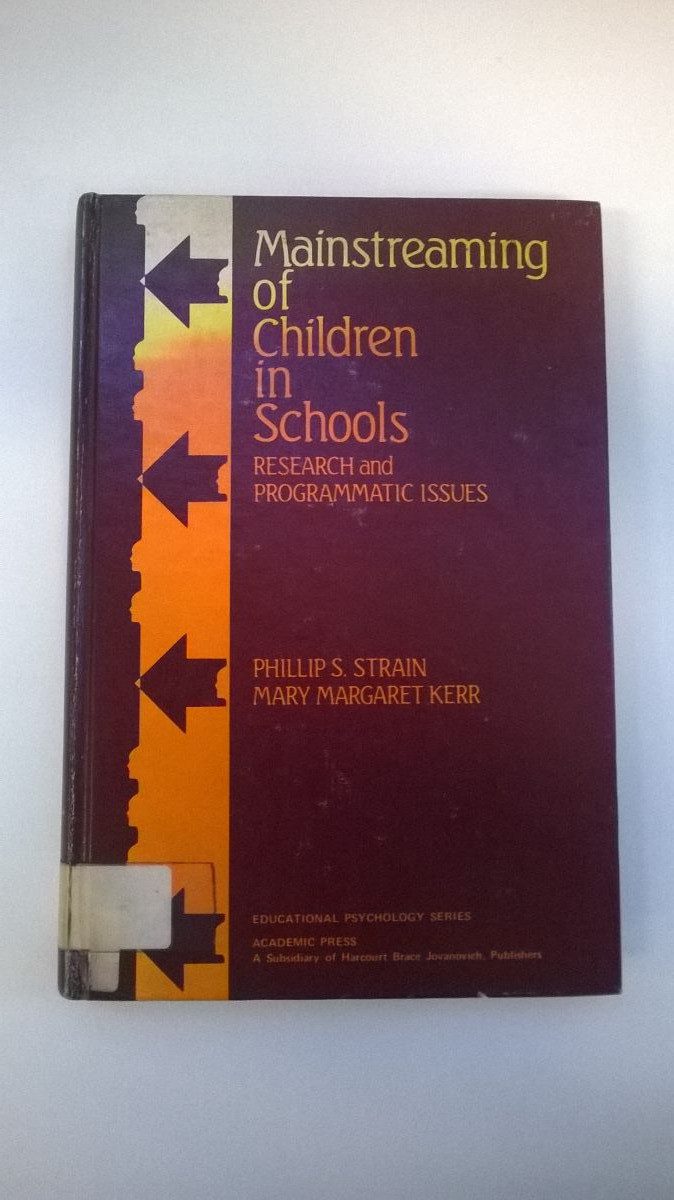 Mainstreaming
of
Children
in
Schools
RESEARCH and
PROGRAMMATIC ISSUES
PHILLIP S. STRAIN
MARY MARGARET KERR
EDUCATIONAL PSYCHOLOGY SERIES
ACADEMIC PRESS
A Subsidiary of Harcourt Brace Jovanovich, Publishers